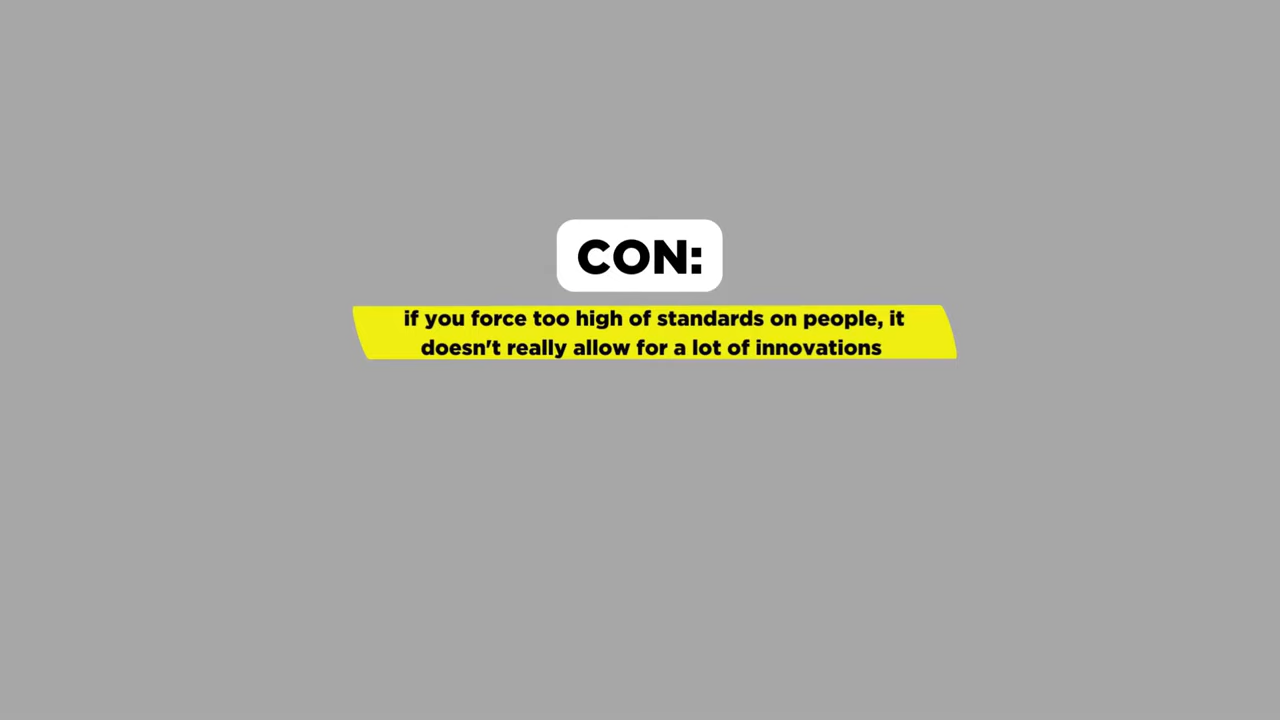 CON:
if you force too high of standards on people, it
doesn't really allow for a lot of innovations